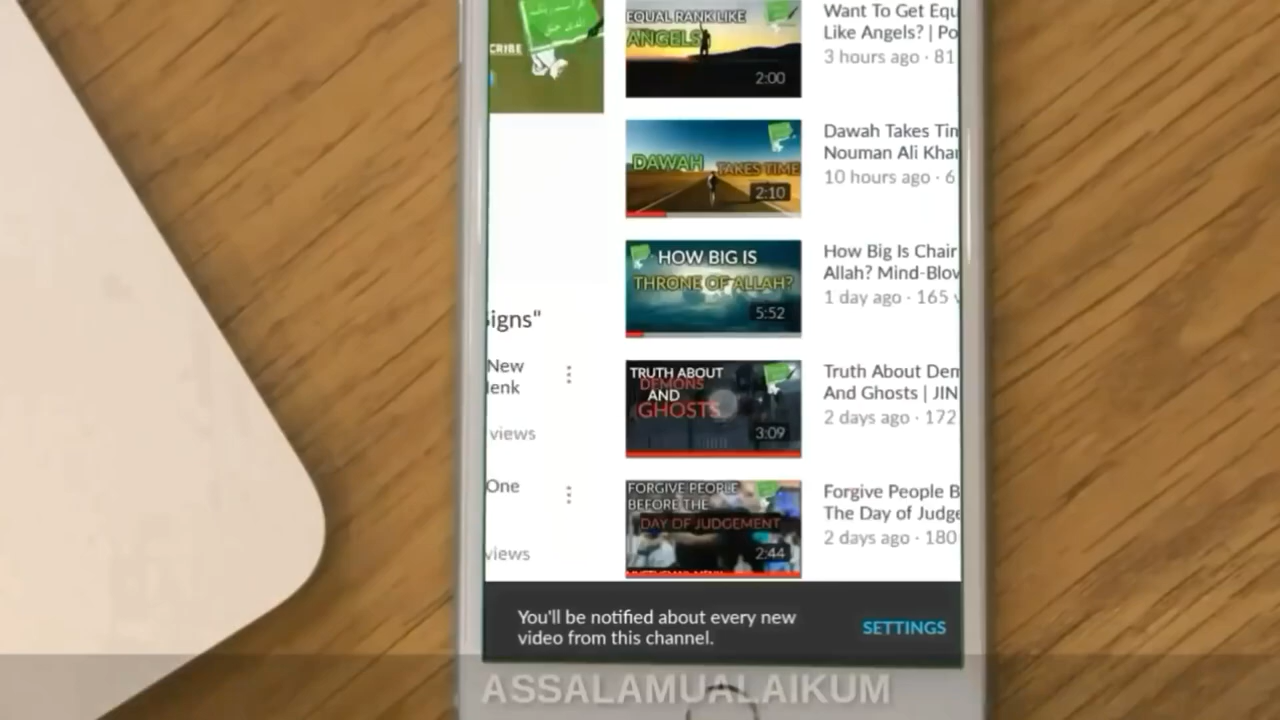 CRIBE
EQUAL RANK LIKE
ANGELS
2:00
Want To Get Equ
Like Angels? | Po
3 hours ago · 81
DAWAH
TAKES TIME
2:10
Dawah Takes Tim
Nouman Ali Khan
10 hours ago · 6
HOW BIG IS
THRONE OF ALLAH?
5:52
How Big Is Chair
Allah? Mind-Blow
1 day ago · 165 v
igns"
New
lenk
views
TRUTH ABOUT
DEMONS
AND
GHOSTS
3:09
Truth About Dem
And Ghosts | JIN
2 days ago · 172
One
views
FORGIVE PEOPLE
BEFORE THE
DAY OF JUDGEMENT
2:44
Forgive People B
The Day of Judge
2 days ago · 180
You'll be notified about every new
video from this channel.
SETTINGS
ASSALAMUALAIKUM